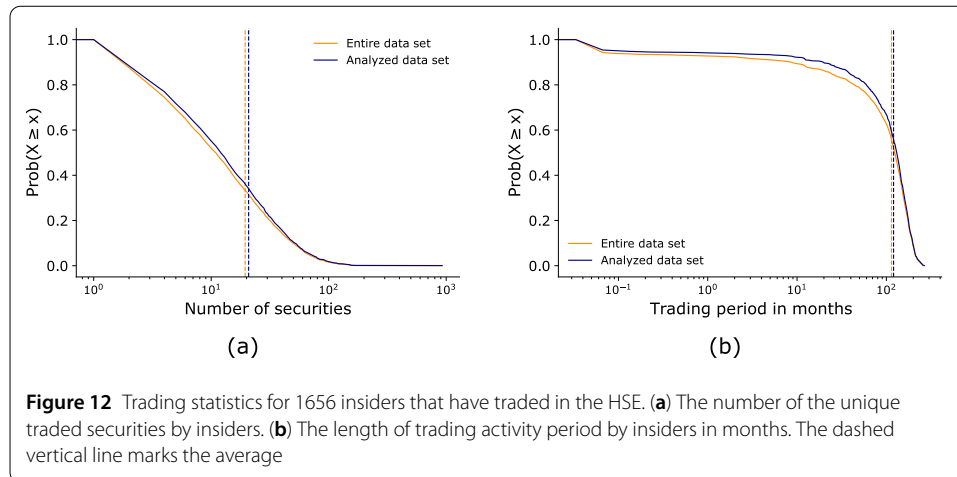 1.0
0.8
0.6
0.4
0.2
0.0
Prob(X ≥ x)
Entire data set
Analyzed data set
10⁰ 10¹ 10² 10³
Number of securities
(a)
1.0
0.8
0.6
0.4
0.2
0.0
Prob(X ≥ x)
Entire data set
Analyzed data set
10⁻¹ 10⁰ 10¹ 10²
Trading period in months
(b)
Figure 12 Trading statistics for 1656 insiders that have traded in the HSE. (a) The number of the unique
traded securities by insiders. (b) The length of trading activity period by insiders in months. The dashed
vertical line marks the average